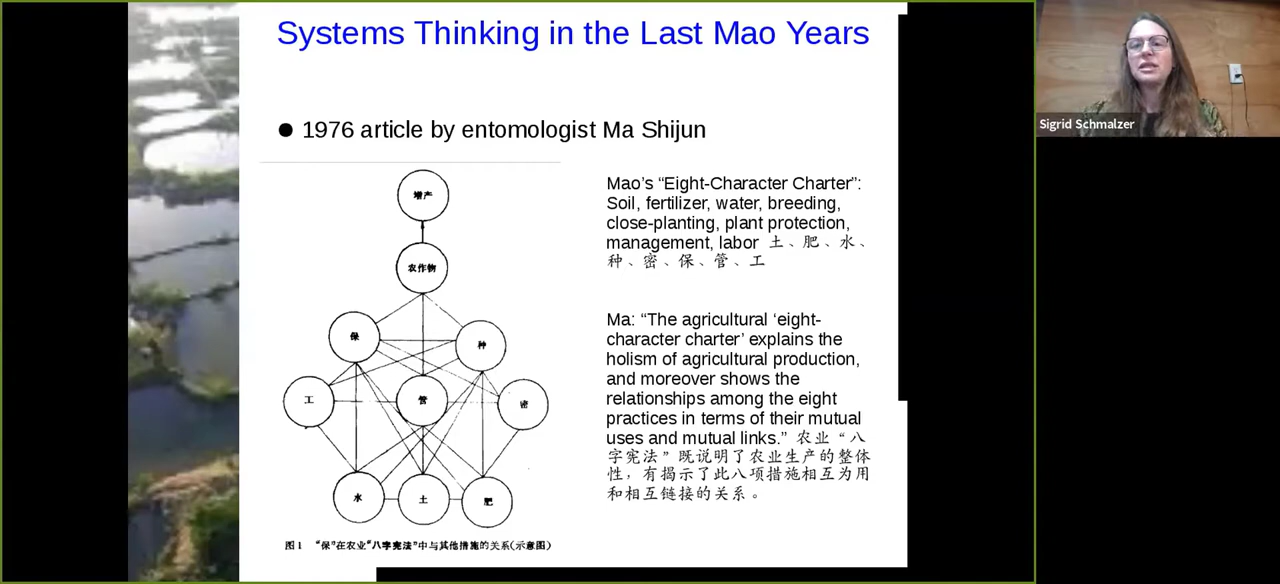 Systems Thinking in the Last Mao Years
● 1976 article by entomologist Ma Shijun
增产
农作物
保
种
工
管
密
水
土
肥
图1 “保”在农业“八字宪法”中与其他措施的关系(示意图)
Mao’s “Eight-Character Charter”:
Soil, fertilizer, water, breeding,
close-planting, plant protection,
management, labor 土、肥、水、
种、密、保、管、工
Ma: “The agricultural ‘eight-
character charter’ explains the
holism of agricultural production,
and moreover shows the
relationships among the eight
practices in terms of their mutual
uses and mutual links.” 农业“八
字宪法”既说明了农业生产的整体
性，有揭示了此八项措施相互为用
和相互链接的关系。
Sigrid Schmalzer